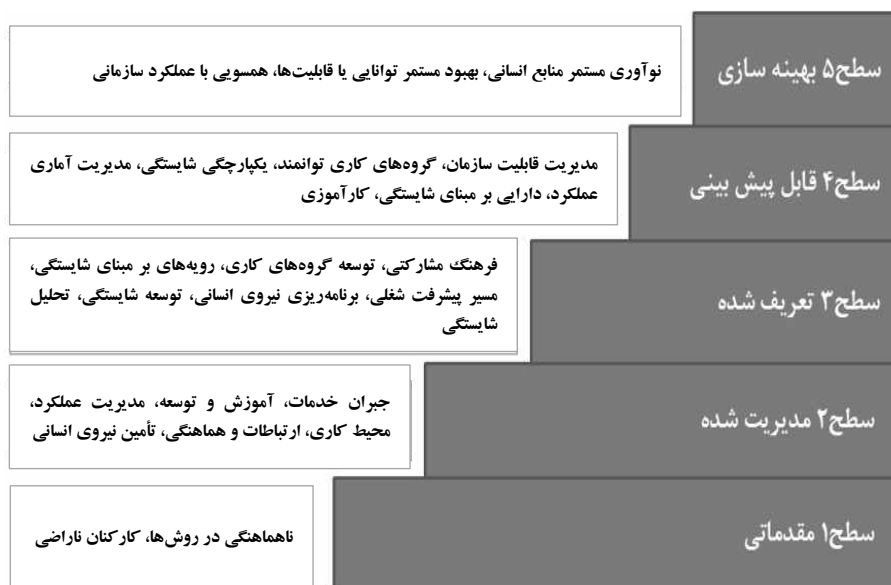 سطح۵ بهینه سازی
نوآوری مستمر منابع انسانی، بهبود مستمر توانایی یا قابلیت‌ها، همسویی با عملکرد سازمانی
سطح۴ قابل پیش بینی
مدیریت قابلیت سازمان، گروه‌های کاری توانمند، یکپارچگی شایستگی، مدیریت آماری
عملکرد، دارایی بر مبنای شایستگی، کارآموزی
سطح۳ تعریف شده
فرهنگ مشارکتی، توسعه گروه‌های کاری، رویه‌های بر مبنای شایستگی،
مسیر پیشرفت شغلی، برنامه‌ریزی نیروی انسانی، توسعه شایستگی، تحلیل
شایستگی
سطح۲ مدیریت شده
جبران خدمات، آموزش و توسعه، مدیریت عملکرد،
محیط کاری، ارتباطات و هماهنگی، تأمین نیروی انسانی
سطح۱ مقدماتی
ناهماهنگی در روش‌ها، کارکنان ناراضی